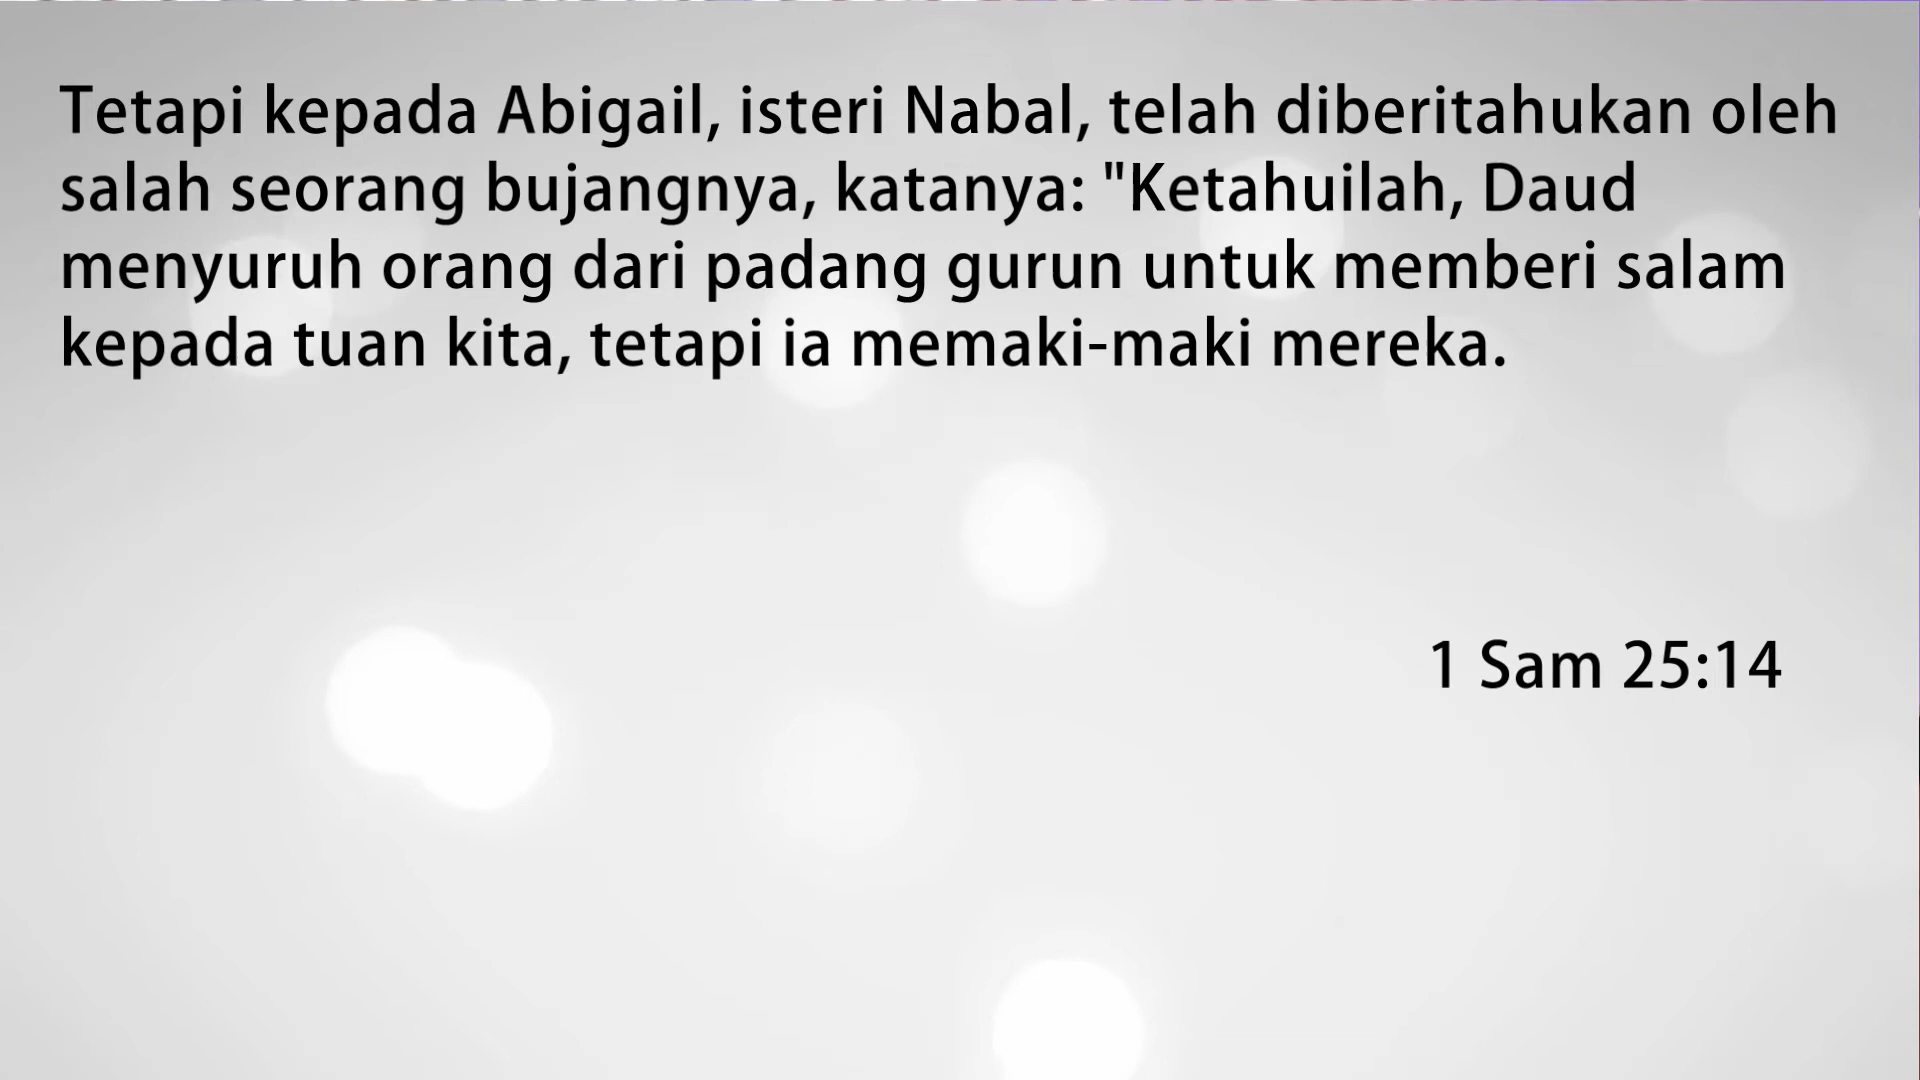 Tetapi kepada Abigail, isteri Nabal, telah diberitahukan oleh
salah seorang bujangnya, katanya: "Ketahuilah, Daud
menyuruh orang dari padang gurun untuk memberi salam
kepada tuan kita, tetapi ia memaki-maki mereka.
1 Sam 25:14